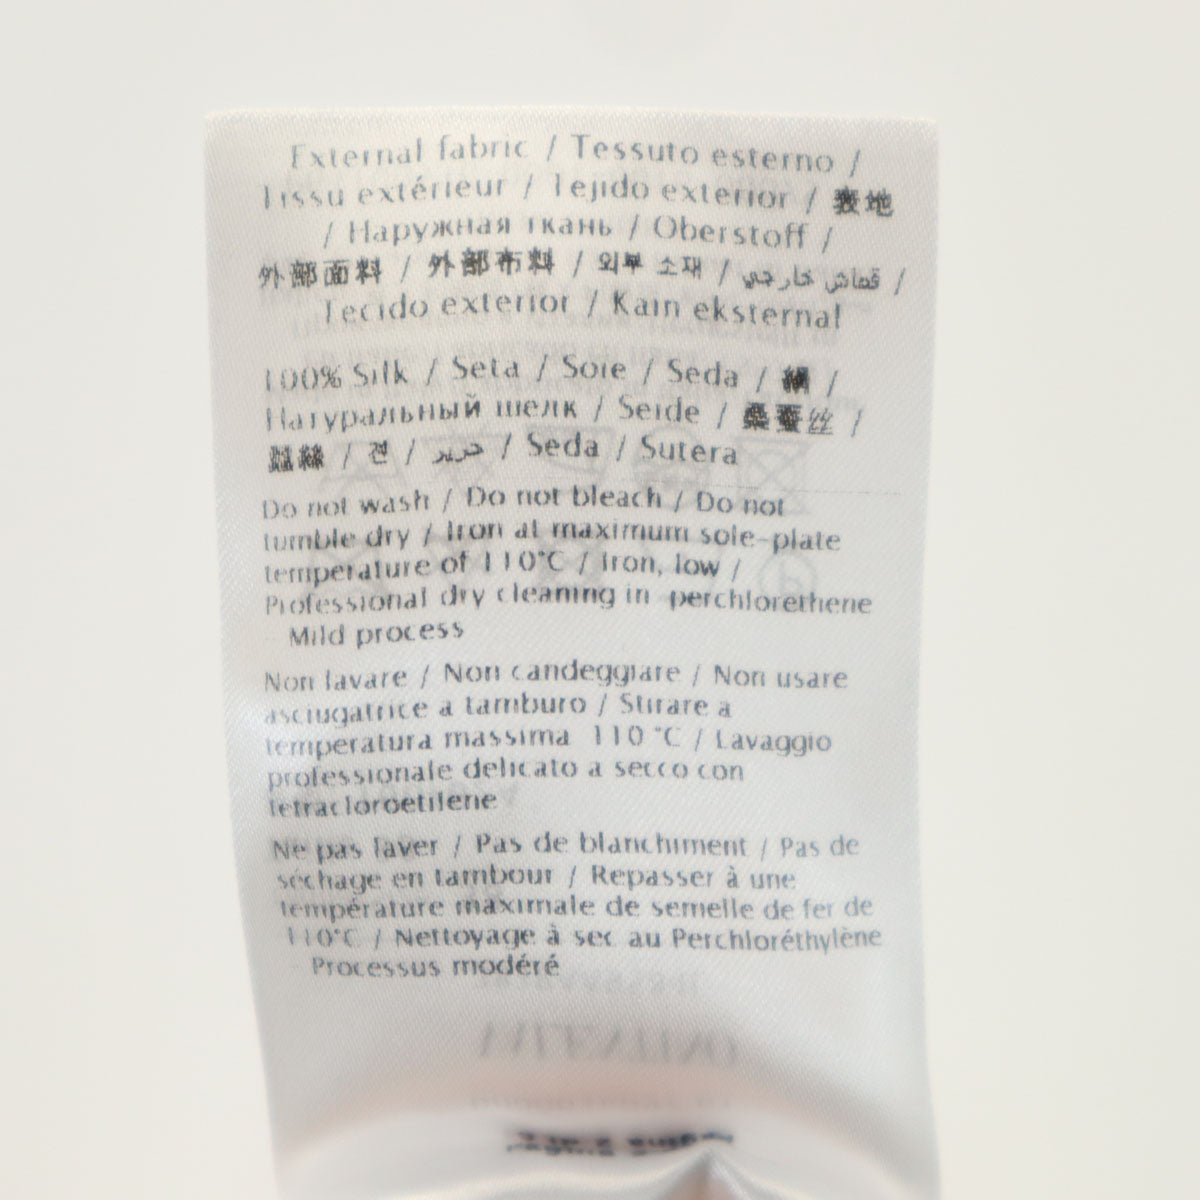 External fabric / Tessuto esterno /
Tissu extérieur / Tejido exterior / 表地
/ Наружная ткань / Oberstoff /
外部面料 / 外部布料 / 외부 소재 / قماش خارجي /
Tecido exterior / Kain eksternal
100% Silk / Seta / Soie / Seda / 絹 /
Натуральный шелк / Seide / 桑蚕丝 /
蠶絲 / 견 / حرير / Seda / Sutera
Do not wash / Do not bleach / Do not
tumble dry / Iron at maximum sole-plate
temperature of 110°C / Iron, low /
Professional dry cleaning in perchlorethene
Mild process
Non lavare / Non candeggiare / Non usare
asciugatrice a tamburo / Stirare a
temperatura massima 110 °C / Lavaggio
professionale delicato a secco con
tetracloroetilene
Ne pas laver / Pas de blanchiment / Pas de
séchage en tambour / Repasser à une
température maximale de semelle de fer de
110°C / Nettoyage à sec au Perchloréthylène
Processus modéré
VALENTINO